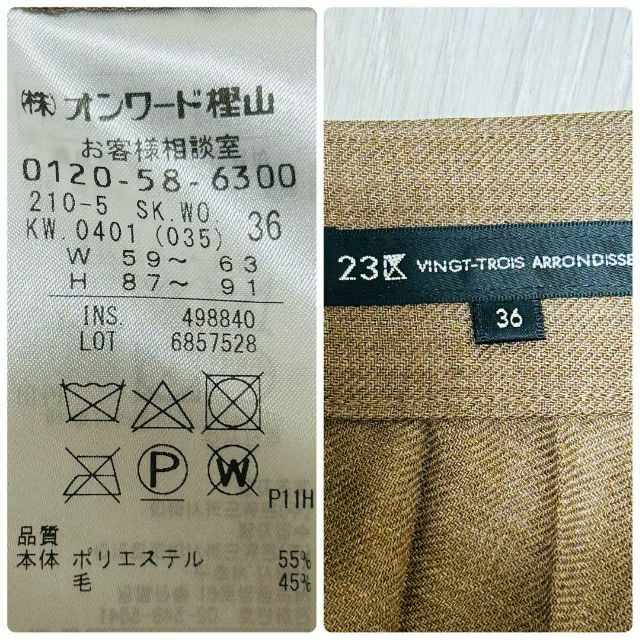 (株)オンワード樫山
お客様相談室
0120-58-6300
210-5 SK.WO.
KW.0401 (035) 36
W 59~ 63
H 87~ 91
INS. 498840
LOT 6857528
P
W
P11H
品質
本体 ポリエステル 55%
毛 45%
23区 VINGT-TROIS ARRONDISSE
36